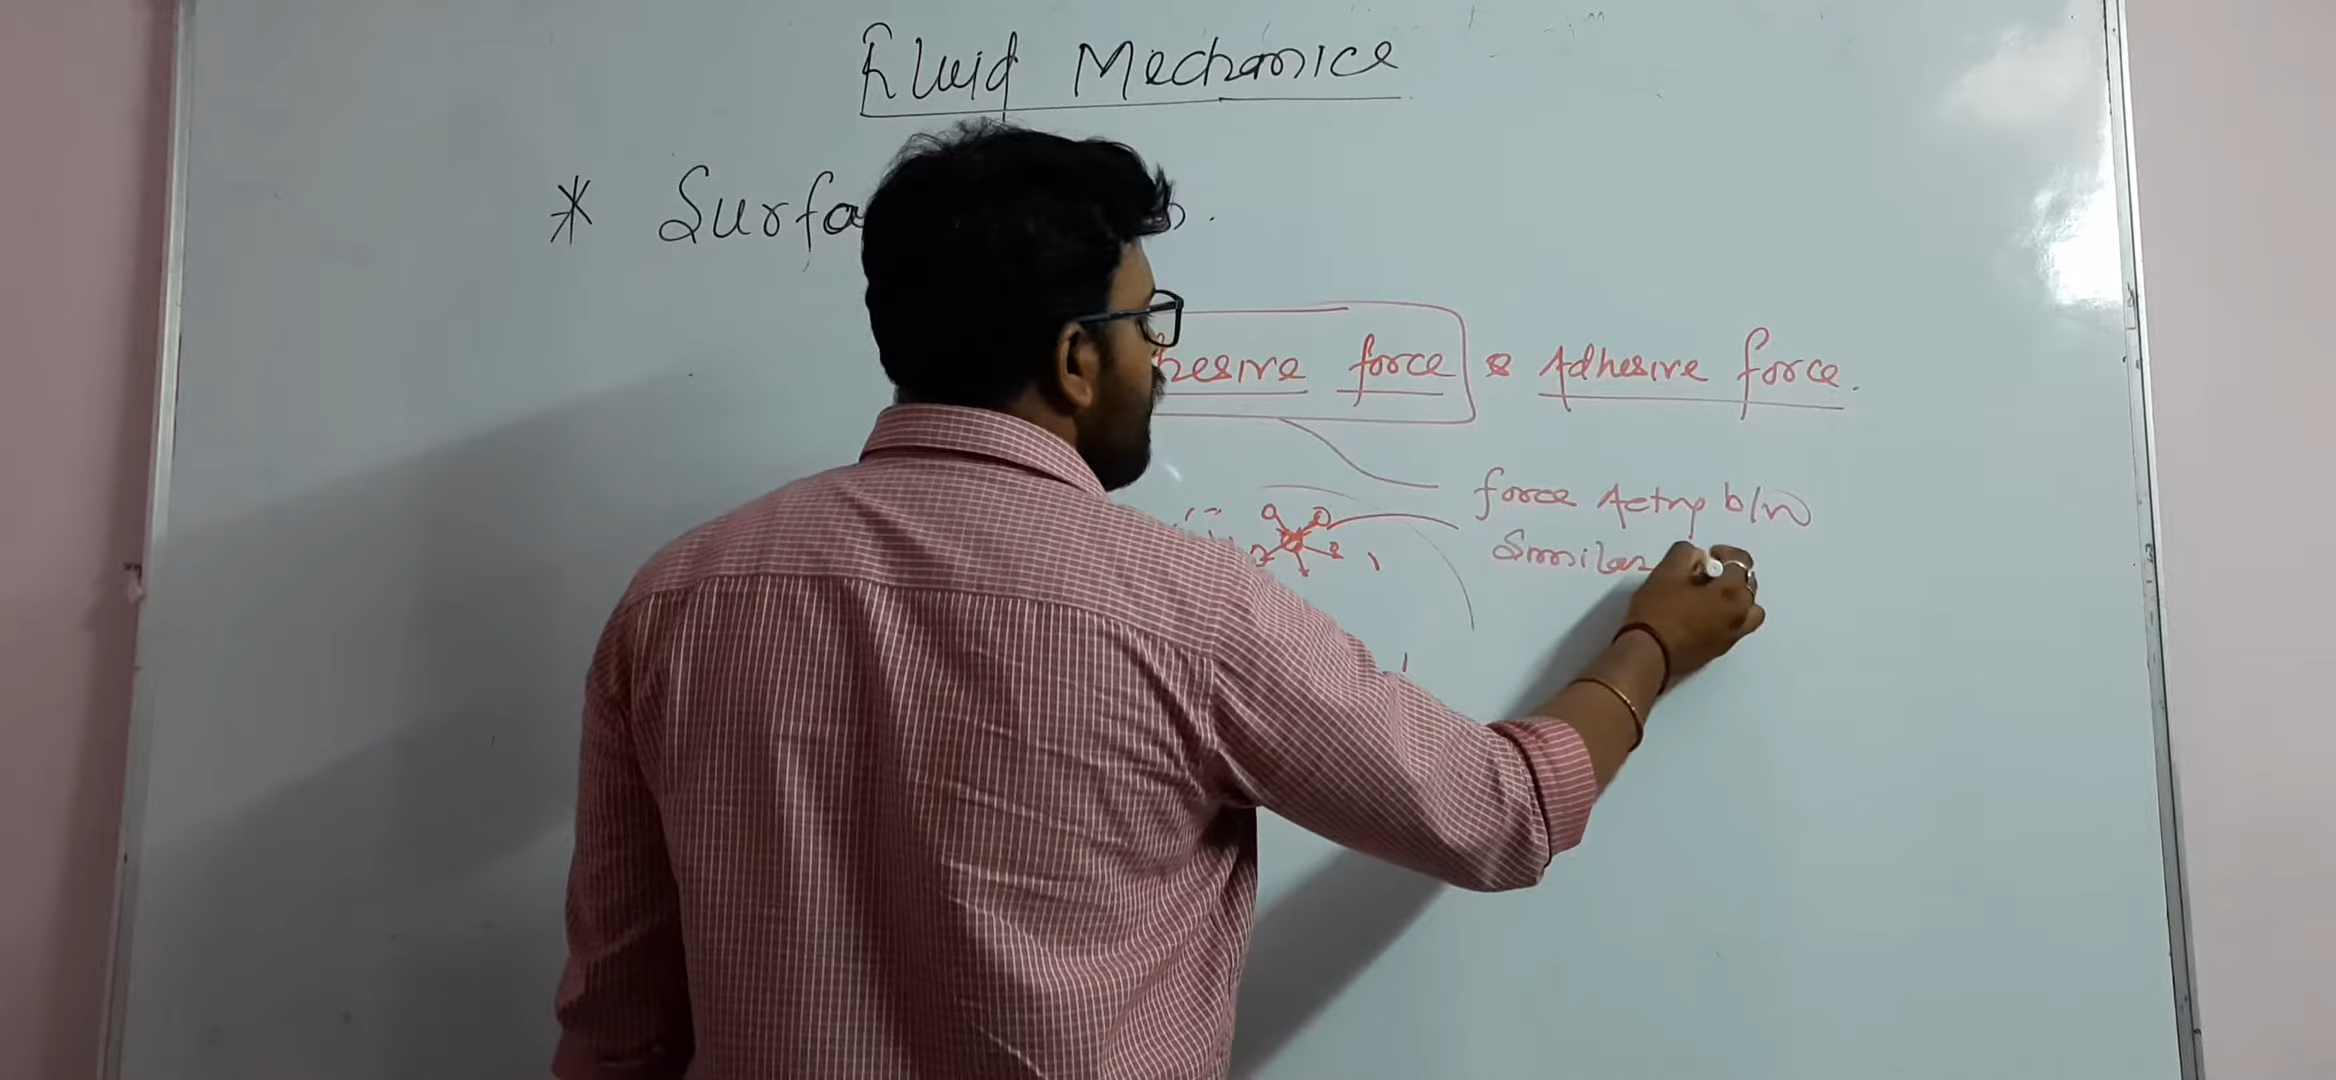 Fluid Mechanics
* Surfa
hesive force & Adhesive force.
force Acting b/n
Similar